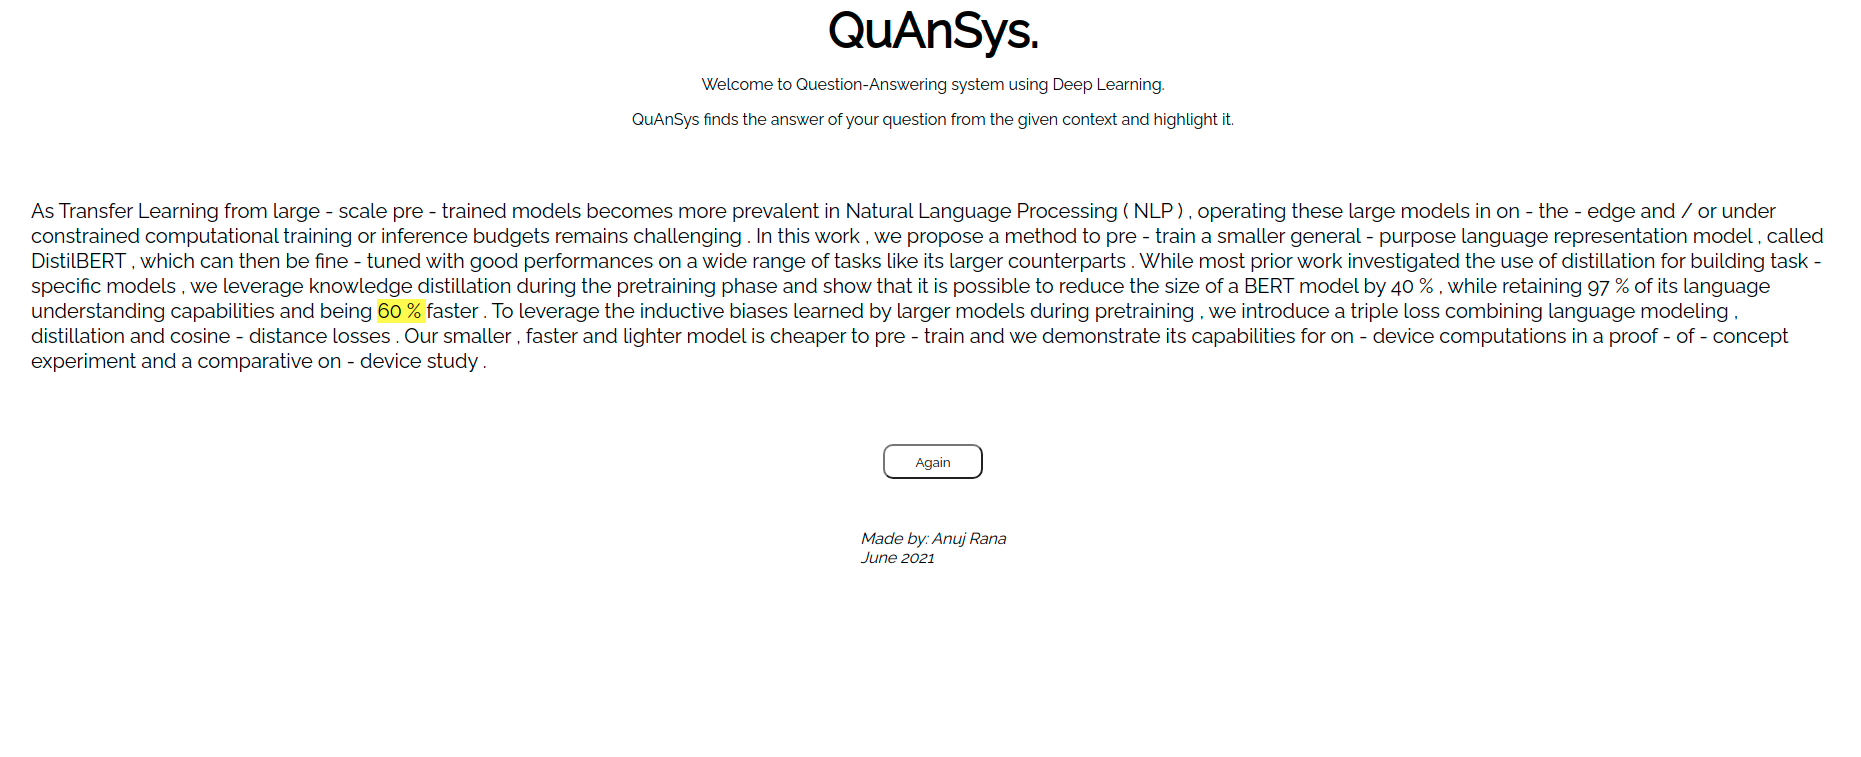 QuAnSys.
Welcome to Question-Answering system using Deep Learning.
QuAnSys finds the answer of your question from the given context and highlight it.
As Transfer Learning from large - scale pre - trained models becomes more prevalent in Natural Language Processing ( NLP ) , operating these large models in on - the - edge and / or under
constrained computational training or inference budgets remains challenging . In this work , we propose a method to pre - train a smaller general - purpose language representation model , called
DistilBERT , which can then be fine - tuned with good performances on a wide range of tasks like its larger counterparts . While most prior work investigated the use of distillation for building task -
specific models , we leverage knowledge distillation during the pretraining phase and show that it is possible to reduce the size of a BERT model by 40 % , while retaining 97 % of its language
understanding capabilities and being 60 % faster . To leverage the inductive biases learned by larger models during pretraining , we introduce a triple loss combining language modeling ,
distillation and cosine - distance losses . Our smaller , faster and lighter model is cheaper to pre - train and we demonstrate its capabilities for on - device computations in a proof - of - concept
experiment and a comparative on - device study .
Again
Made by: Anuj Rana
June 2021